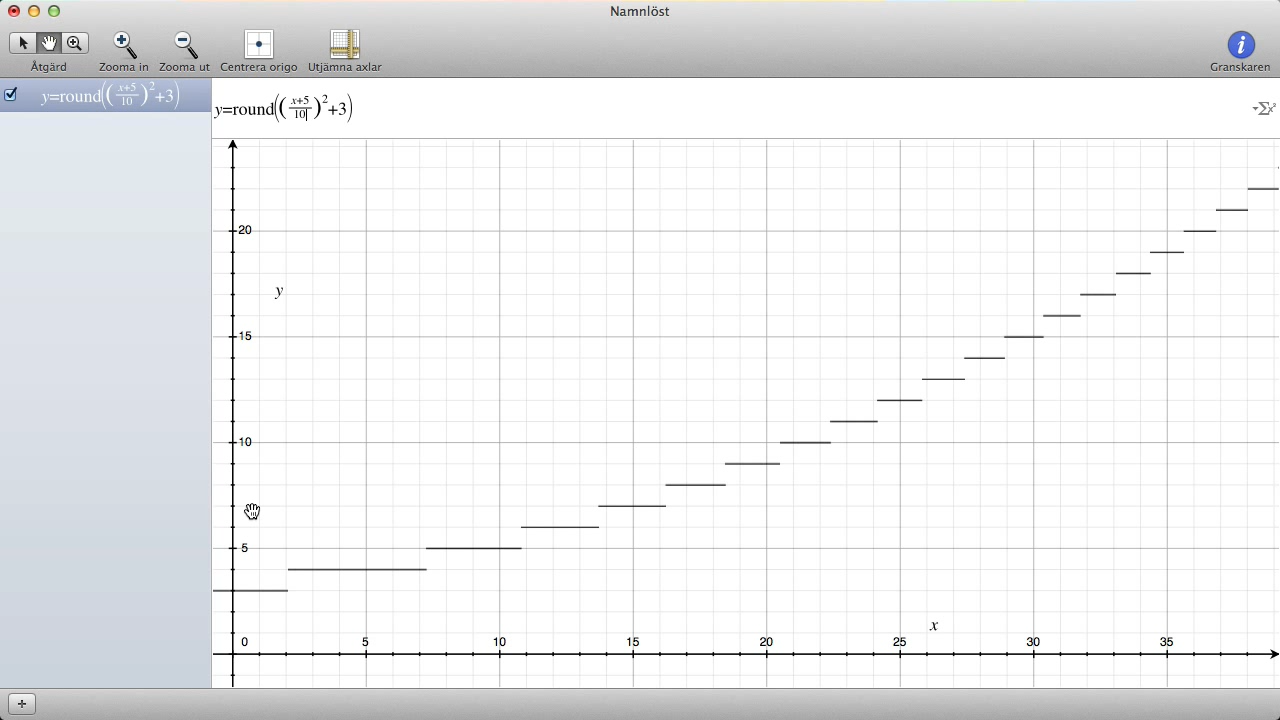 Namnlöst
Åtgärd Zooma in Zooma ut Centrera origo Utjämna axlar Granskaren
y=round((x+5/10)²+3)
y=round((x+5/10)²+3) Σx²
20
y
15
10
5
x
0 5 10 15 20 25 30 35